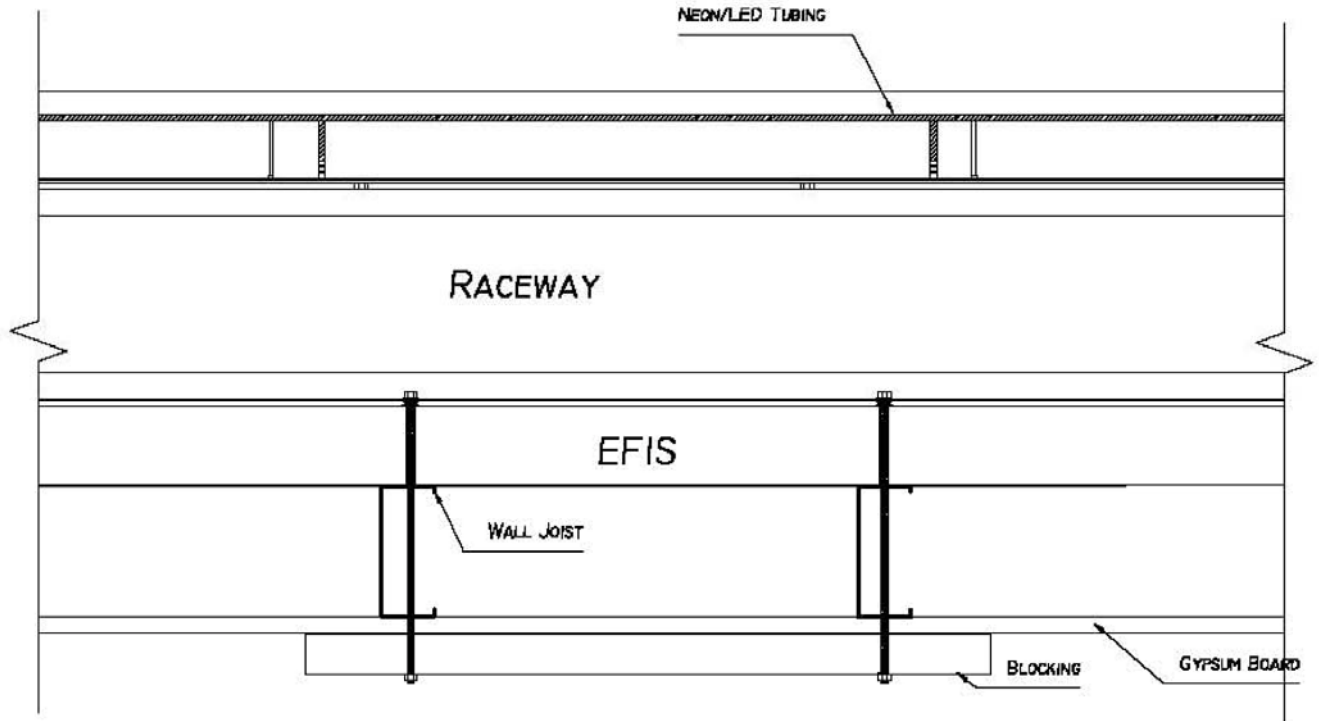 NEON/LED TUBING
RACEWAY
EFIS
WALL JOIST
BLOCKING
GYPSUM BOARD